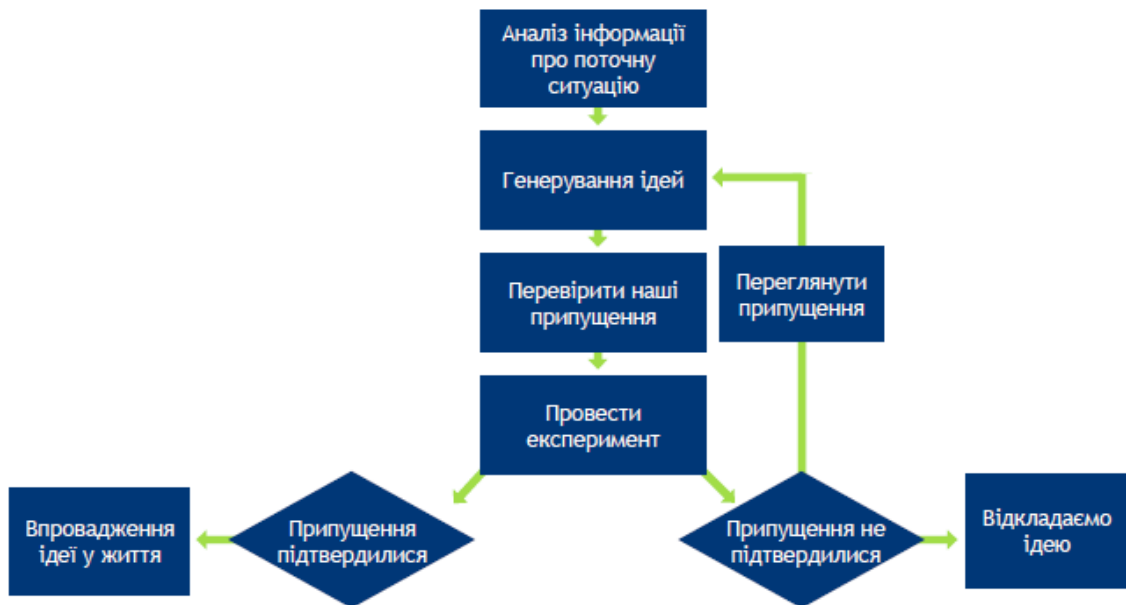 Аналіз інформації
про поточну
ситуацію
Генерування ідей
Перевірити наші
припущення
Переглянути
припущення
Провести
експеримент
Впровадження
ідеї у життя
Припущення
підтвердилися
Припущення не
підтвердилися
Відкладаємо
ідею